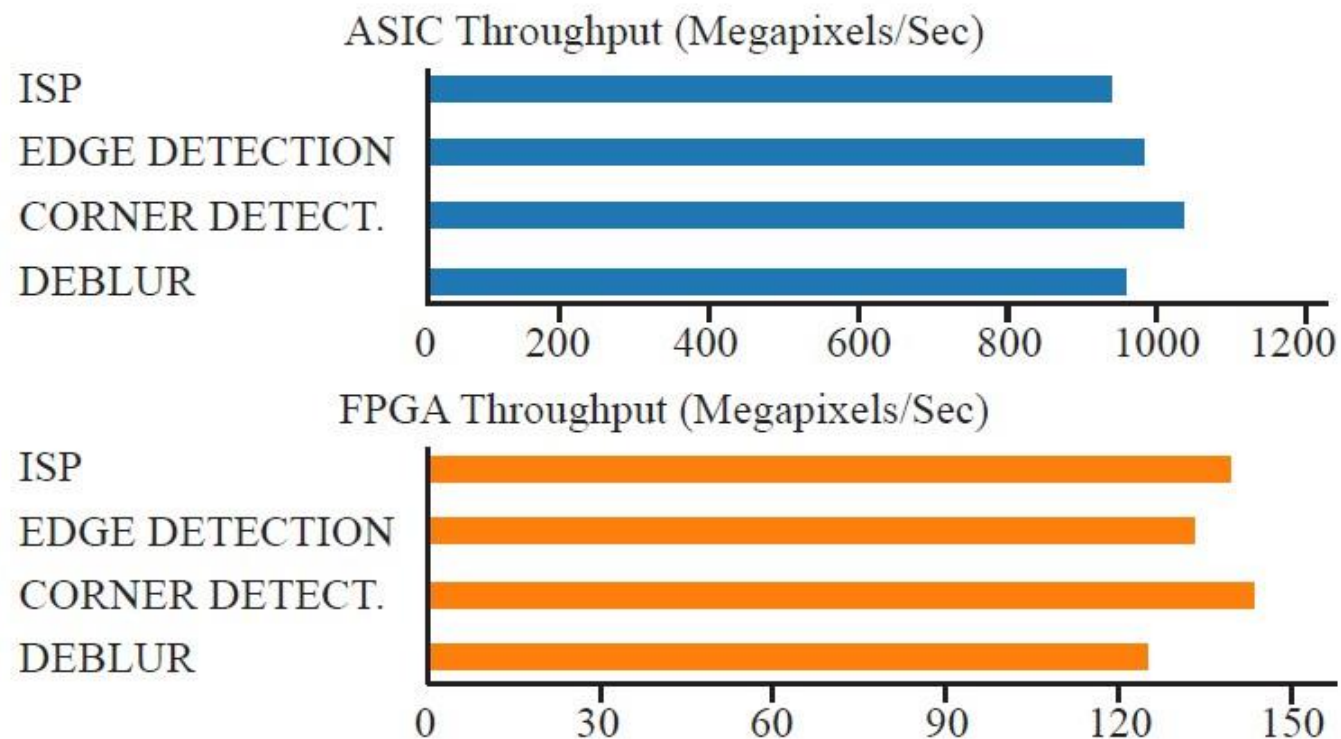 ASIC Throughput (Megapixels/Sec)
ISP
EDGE DETECTION
CORNER DETECT.
DEBLUR
0 200 400 600 800 1000 1200
FPGA Throughput (Megapixels/Sec)
ISP
EDGE DETECTION
CORNER DETECT.
DEBLUR
0 30 60 90 120 150